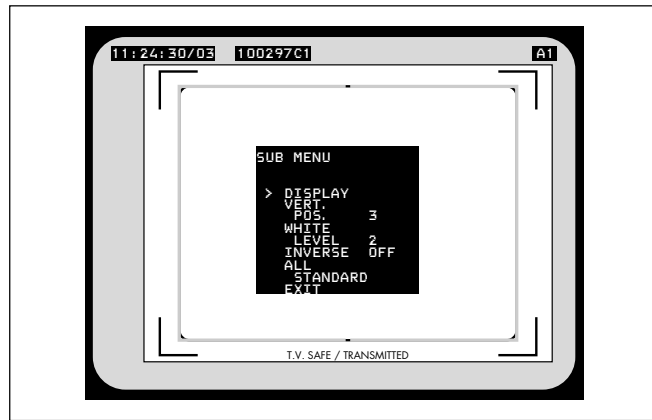 11:24:30/03 100297C1 A1
SUB MENU
> DISPLAY
VERT.
POS. 3
WHITE
LEVEL 2
INVERSE OFF
ALL
STANDARD
EXIT
T.V. SAFE / TRANSMITTED